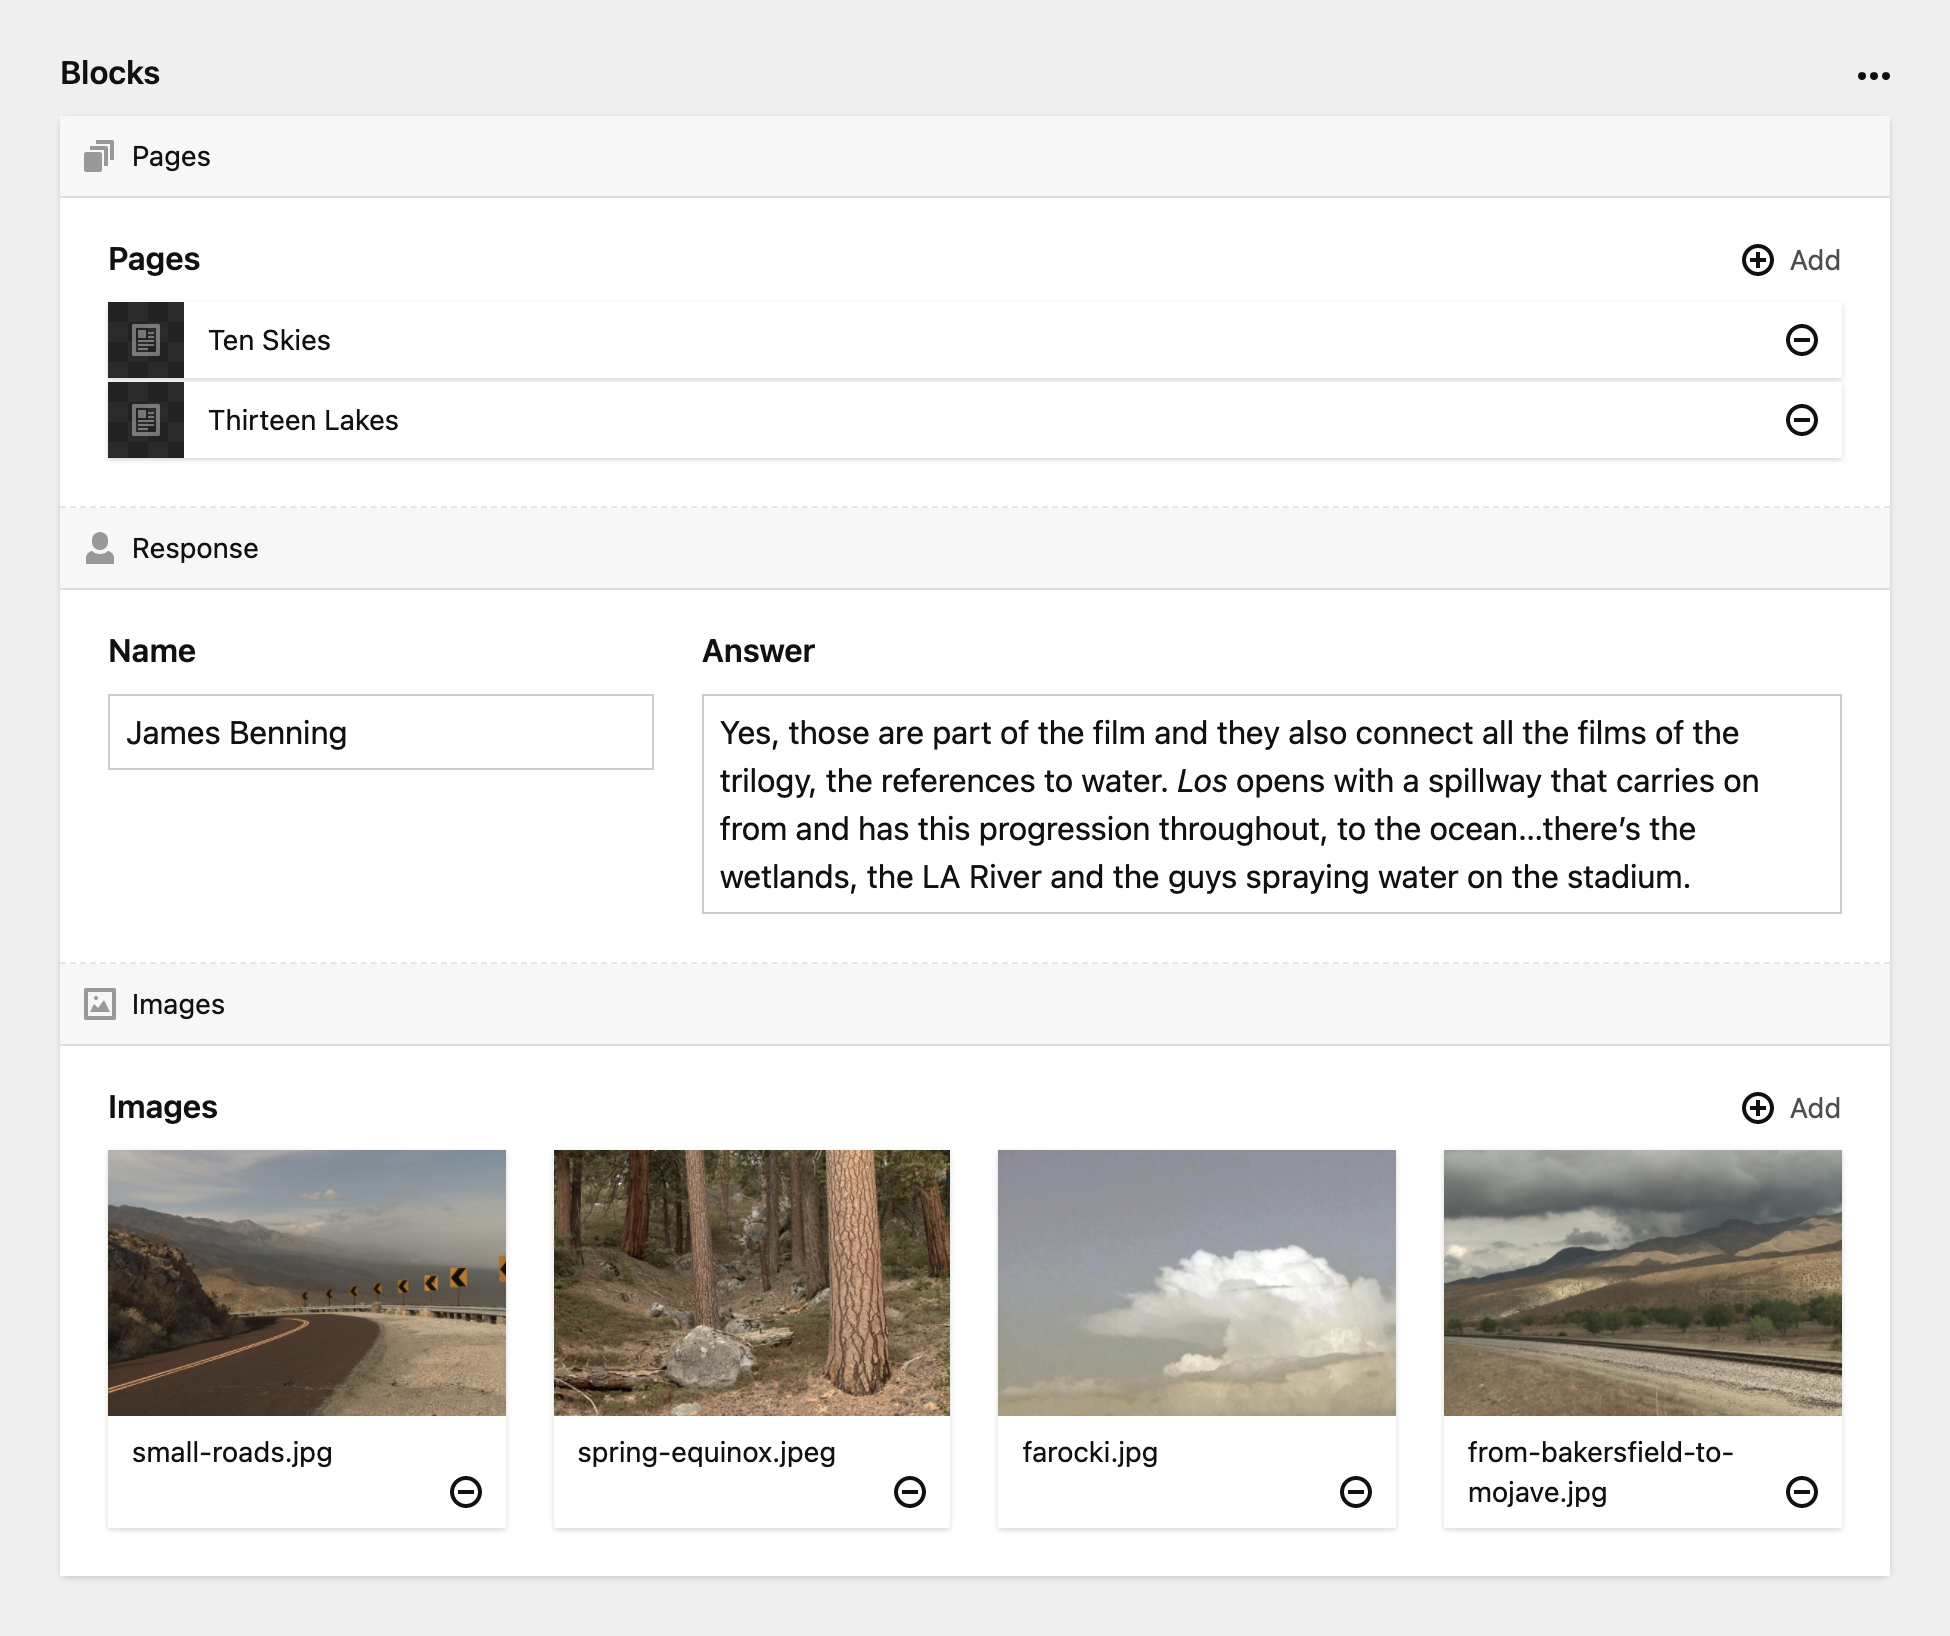 Blocks
Pages
Pages
Add
Ten Skies
Thirteen Lakes
Response
Name
Answer
James Benning
Yes, those are part of the film and they also connect all the films of the
trilogy, the references to water. Los opens with a spillway that carries on
from and has this progression throughout, to the ocean...there’s the
wetlands, the LA River and the guys spraying water on the stadium.
Images
Images
Add
small-roads.jpg
spring-equinox.jpeg
farocki.jpg
from-bakersfield-to-
mojave.jpg